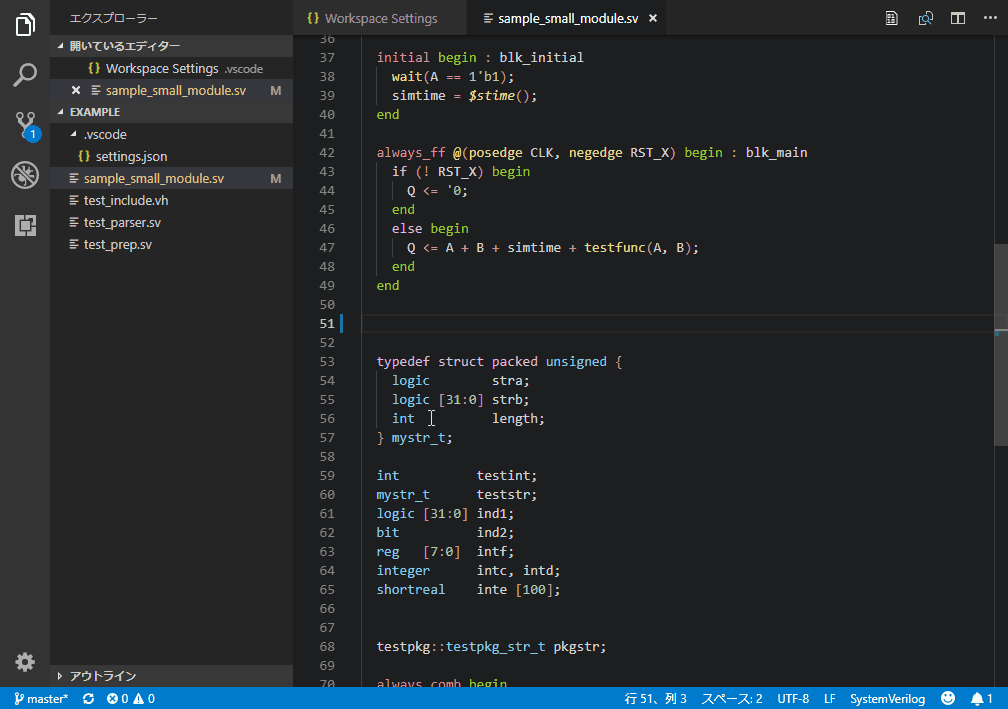 エクスプローラー
{} Workspace Settings
sample_small_module.sv ×
開いているエディター
{} Workspace Settings .vscode
× sample_small_module.sv M
EXAMPLE
.vscode
{} settings.json
sample_small_module.sv M
test_include.vh
test_parser.sv
test_prep.sv
アウトライン
1
36
37 initial begin : blk_initial
38 wait(A == 1'b1);
39 simtime = $stime();
40 end
41
42 always_ff @(posedge CLK, negedge RST_X) begin : blk_main
43 if (! RST_X) begin
44 Q <= '0;
45 end
46 else begin
47 Q <= A + B + simtime + testfunc(A, B);
48 end
49 end
50
51
52
53 typedef struct packed unsigned {
54 logic stra;
55 logic [31:0] strb;
56 int length;
57 } mystr_t;
58
59 int testint;
60 mystr_t teststr;
61 logic [31:0] ind1;
62 bit ind2;
63 reg [7:0] intf;
64 integer intc, intd;
65 shortreal inte [100];
66
67
68 testpkg::testpkg_str_t pkgstr;
69
70 always_comb begin
master* 0 0
行 51、列 3 スペース: 2 UTF-8 LF SystemVerilog 1